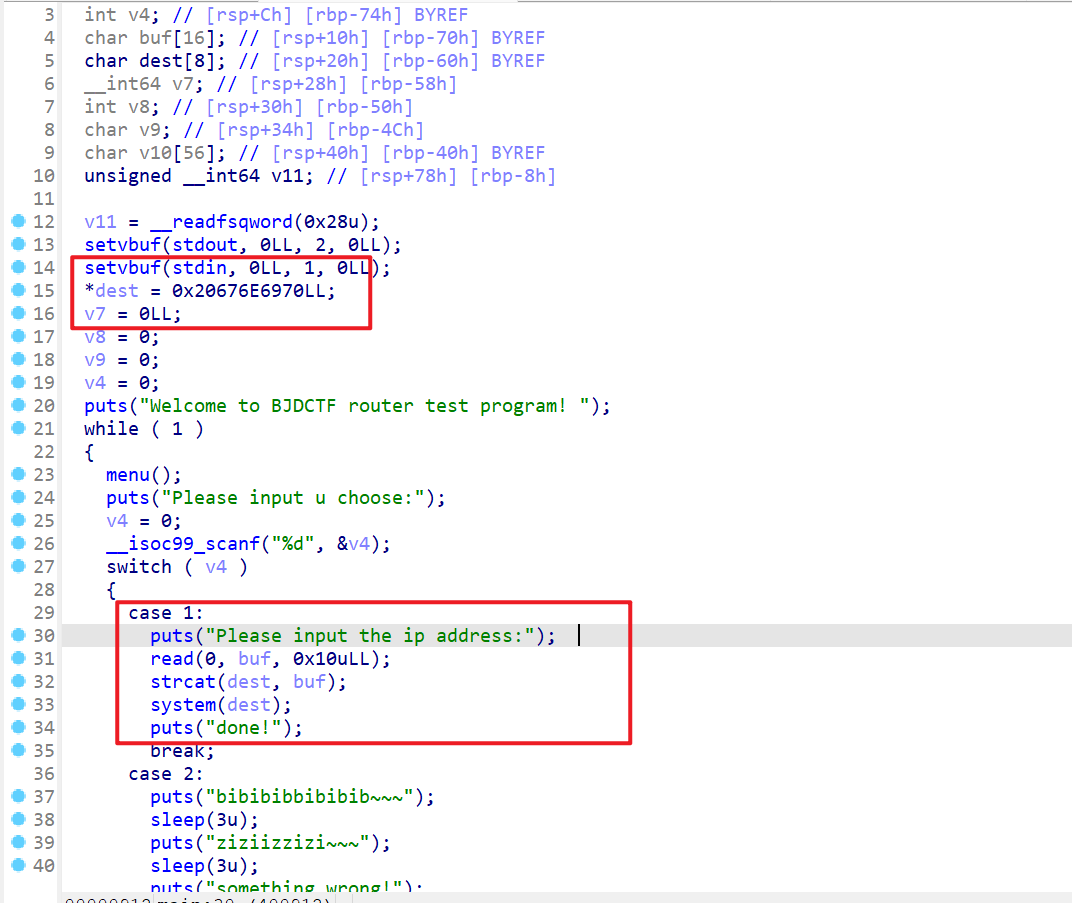 3 int v4; // [rsp+Ch] [rbp-74h] BYREF
4 char buf[16]; // [rsp+10h] [rbp-70h] BYREF
5 char dest[8]; // [rsp+20h] [rbp-60h] BYREF
6 __int64 v7; // [rsp+28h] [rbp-58h]
7 int v8; // [rsp+30h] [rbp-50h]
8 char v9; // [rsp+34h] [rbp-4Ch]
9 char v10[56]; // [rsp+40h] [rbp-40h] BYREF
10 unsigned __int64 v11; // [rsp+78h] [rbp-8h]
11
12 v11 = __readfsqword(0x28u);
13 setvbuf(stdout, 0LL, 2, 0LL);
14 setvbuf(stdin, 0LL, 1, 0LL);
15 *dest = 0x20676E6970LL;
16 v7 = 0LL;
17 v8 = 0;
18 v9 = 0;
19 v4 = 0;
20 puts("Welcome to BJDCTF router test program! ");
21 while ( 1 )
22 {
23 menu();
24 puts("Please input u choose:");
25 v4 = 0;
26 __isoc99_scanf("%d", &v4);
27 switch ( v4 )
28 {
29 case 1:
30 puts("Please input the ip address:");
31 read(0, buf, 0x10uLL);
32 strcat(dest, buf);
33 system(dest);
34 puts("done!");
35 break;
36 case 2:
37 puts("bibibibbibibib~~~");
38 sleep(3u);
39 puts("ziziizzizi~~~");
40 sleep(3u);
puts("something wrong!");